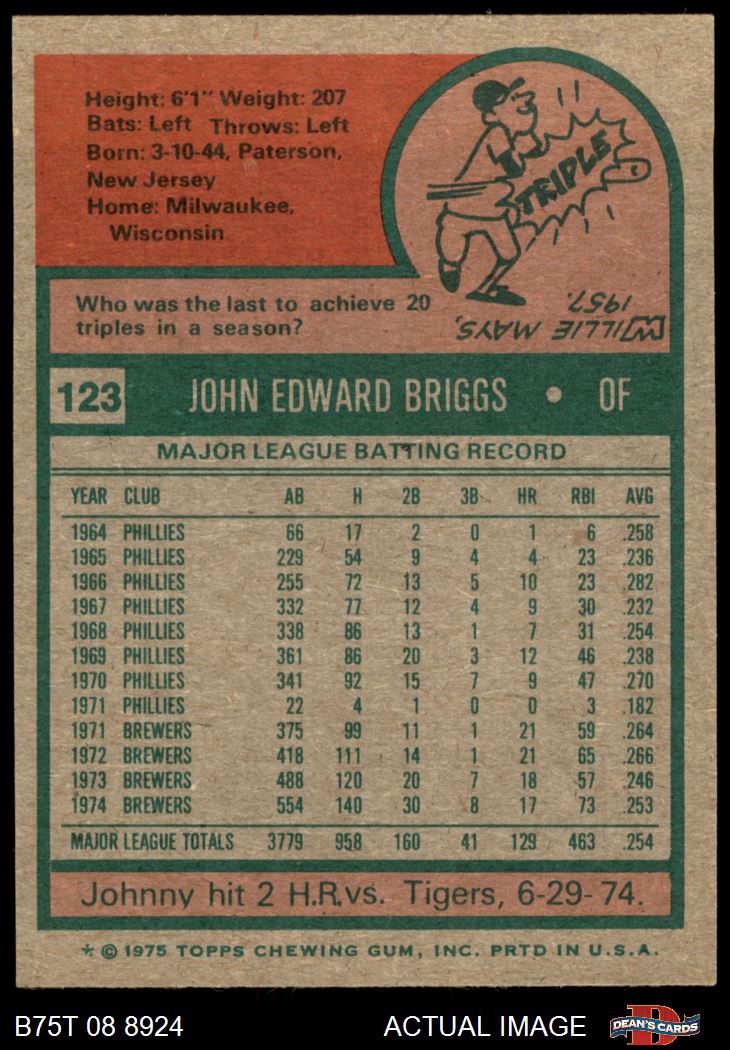 Height: 6'1" Weight: 207
Bats: Left Throws: Left
Born: 3-10-44, Paterson,
New Jersey
Home: Milwaukee,
Wisconsin
TRIPLE
Who was the last to achieve 20
triples in a season?
WILLIE MAYS,
1957.
123 JOHN EDWARD BRIGGS • OF
MAJOR LEAGUE BATTING RECORD
YEAR CLUB AB H 2B 3B HR RBI AVG
1964 PHILLIES 66 17 2 0 1 6 .258
1965 PHILLIES 229 54 9 4 4 23 .236
1966 PHILLIES 255 72 13 5 10 23 .282
1967 PHILLIES 332 77 12 4 9 30 .232
1968 PHILLIES 338 86 13 1 7 31 .254
1969 PHILLIES 361 86 20 3 12 46 .238
1970 PHILLIES 341 92 15 7 9 47 .270
1971 PHILLIES 22 4 1 0 0 3 .182
1971 BREWERS 375 99 11 1 21 59 .264
1972 BREWERS 418 111 14 1 21 65 .266
1973 BREWERS 488 120 20 7 18 57 .246
1974 BREWERS 554 140 30 8 17 73 .253
MAJOR LEAGUE TOTALS 3779 958 160 41 129 463 .254
Johnny hit 2 H.R.vs. Tigers, 6-29-74.
* © 1975 TOPPS CHEWING GUM, INC. PRTD IN U.S.A.
B75T 08 8924 ACTUAL IMAGE D DEAN'S CARDS